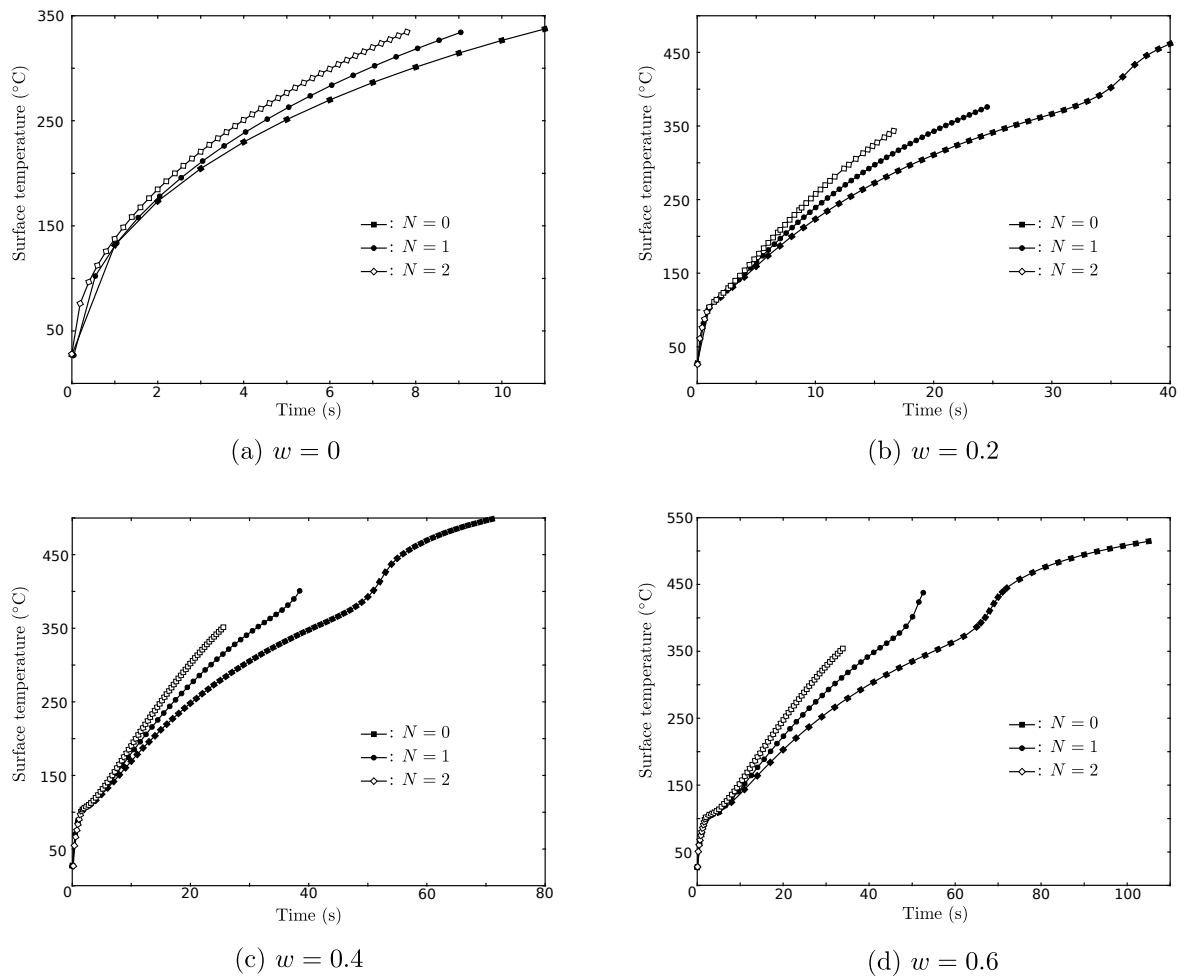 350
250
150
50
Surface temperature (°C)
0 2 4 6 8 10
Time (s)
■: N = 0
●: N = 1
◇: N = 2
(a) w = 0
450
350
250
150
50
Surface temperature (°C)
0 10 20 30 40
Time (s)
■: N = 0
●: N = 1
◇: N = 2
(b) w = 0.2
450
350
250
150
50
Surface temperature (°C)
0 20 40 60 80
Time (s)
■: N = 0
●: N = 1
◇: N = 2
(c) w = 0.4
550
450
350
250
150
50
Surface temperature (°C)
0 20 40 60 80 100
Time (s)
■: N = 0
●: N = 1
◇: N = 2
(d) w = 0.6